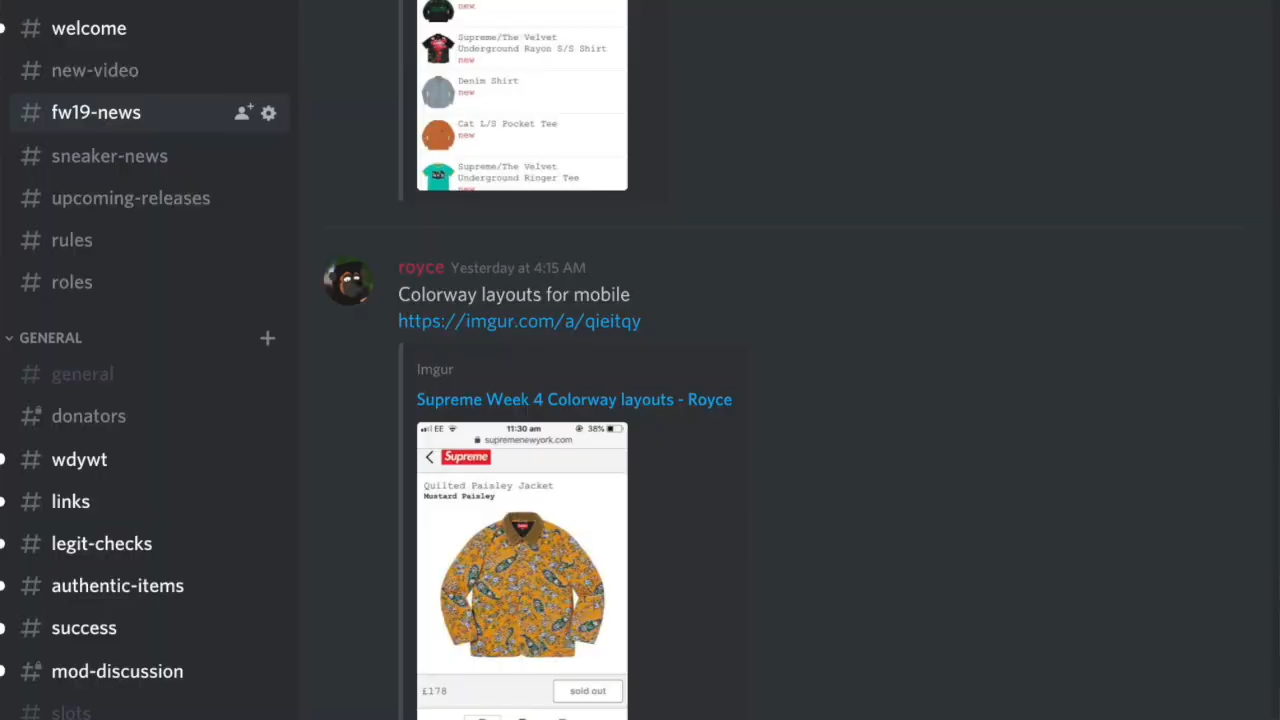 welcome
new-video
fw19-news
sneaker-news
upcoming-releases
rules
roles
GENERAL
general
donators
wdywt
links
legit-checks
authentic-items
success
mod-discussion
slots
new
Supreme/The Velvet
Underground Rayon S/S Shirt
new
Denim Shirt
new
Cat L/S Pocket Tee
new
Supreme/The Velvet
Underground Ringer Tee
new
royce Yesterday at 4:15 AM
Colorway layouts for mobile
https://imgur.com/a/qieitqy
Imgur
Supreme Week 4 Colorway layouts - Royce
EE 11:30 am 38%
supremenewyork.com
Supreme
Quilted Paisley Jacket
Mustard Paisley
£178 sold out